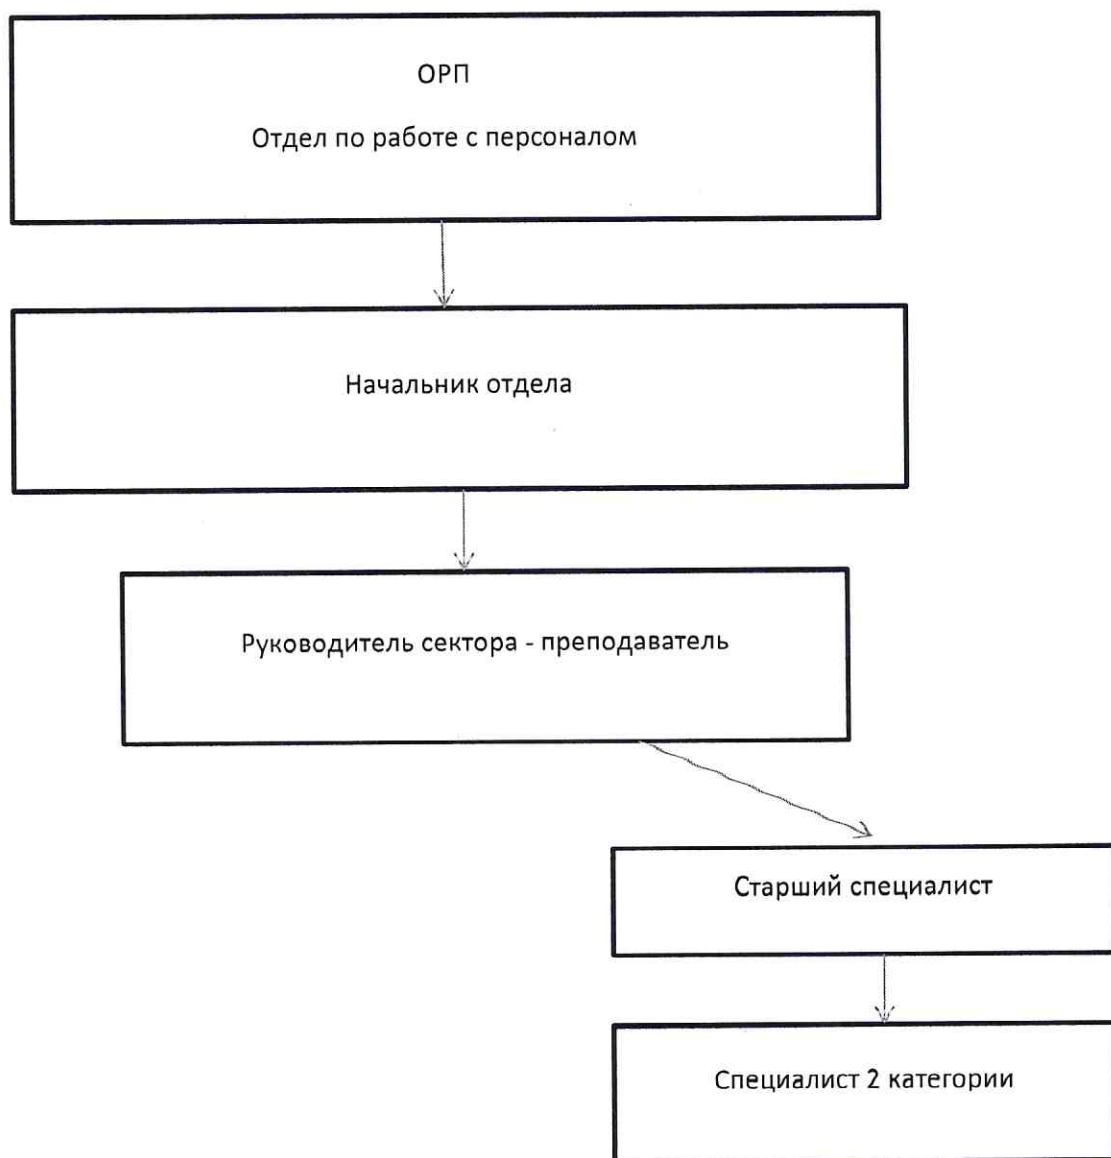 ОРП
Отдел по работе с персоналом
Начальник отдела
Руководитель сектора - преподаватель
Старший специалист
Специалист 2 категории